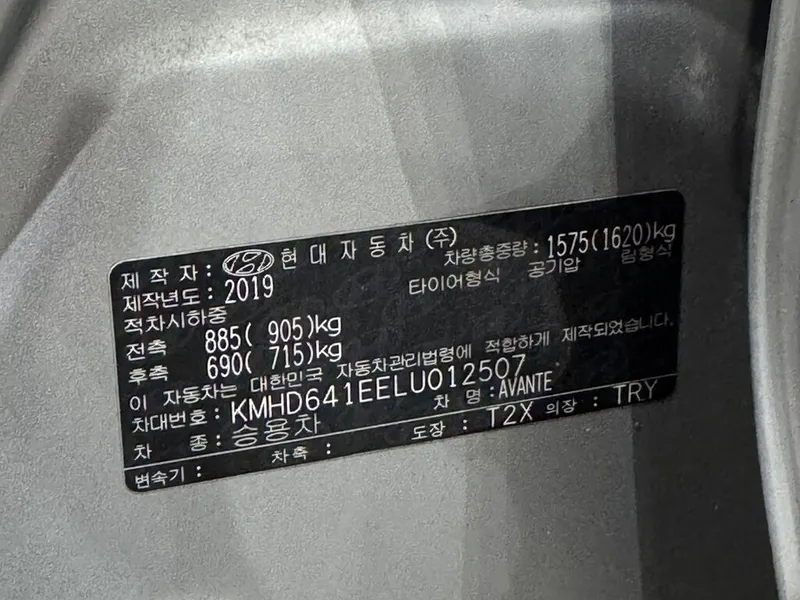 제 작 자 : 현대자동차(주) 차량총중량: 1575(1620)kg
제작년도: 2019 타이어형식 공기압 림형식
적차시하중
전축 885( 905)kg
후축 690( 715)kg
이 자동차는 대한민국 자동차관리법령에 적합하게 제작되었습니다.
차대번호: KMHD641EELU012507
차 종: 승용차 차 명:AVANTE
변속기: 차축 : 도장: T2X 의장: TRY